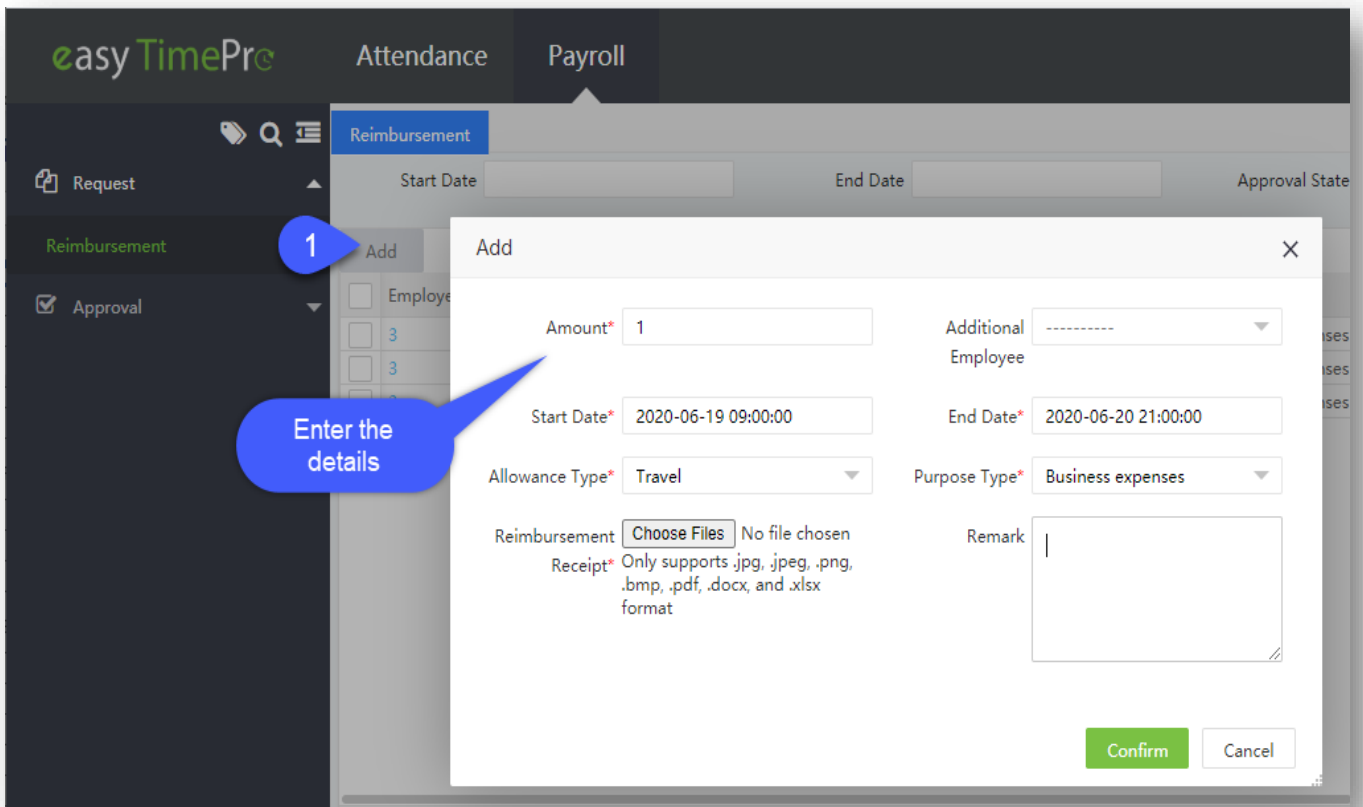 easy TimePro
Attendance
Payroll
Reimbursement
Request
Start Date
End Date
Approval State
Reimbursement
1
Add
Add
Approval
Employe
3
3
Amount*
1
Additional
Employee
----------
Enter the
details
Start Date*
2020-06-19 09:00:00
End Date*
2020-06-20 21:00:00
Allowance Type*
Travel
Purpose Type*
Business expenses
Reimbursement
Receipt*
Choose Files No file chosen
Only supports .jpg, .jpeg, .png,
.bmp, .pdf, .docx, and .xlsx
format
Remark
Confirm
Cancel